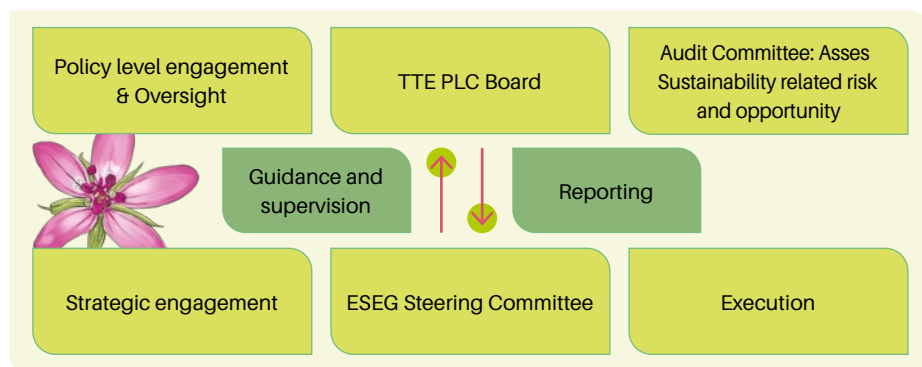 Policy level engagement
& Oversight
TTE PLC Board
Audit Committee: Asses
Sustainability related risk
and opportunity
Guidance and
supervision
Reporting
Strategic engagement
ESEG Steering Committee
Execution